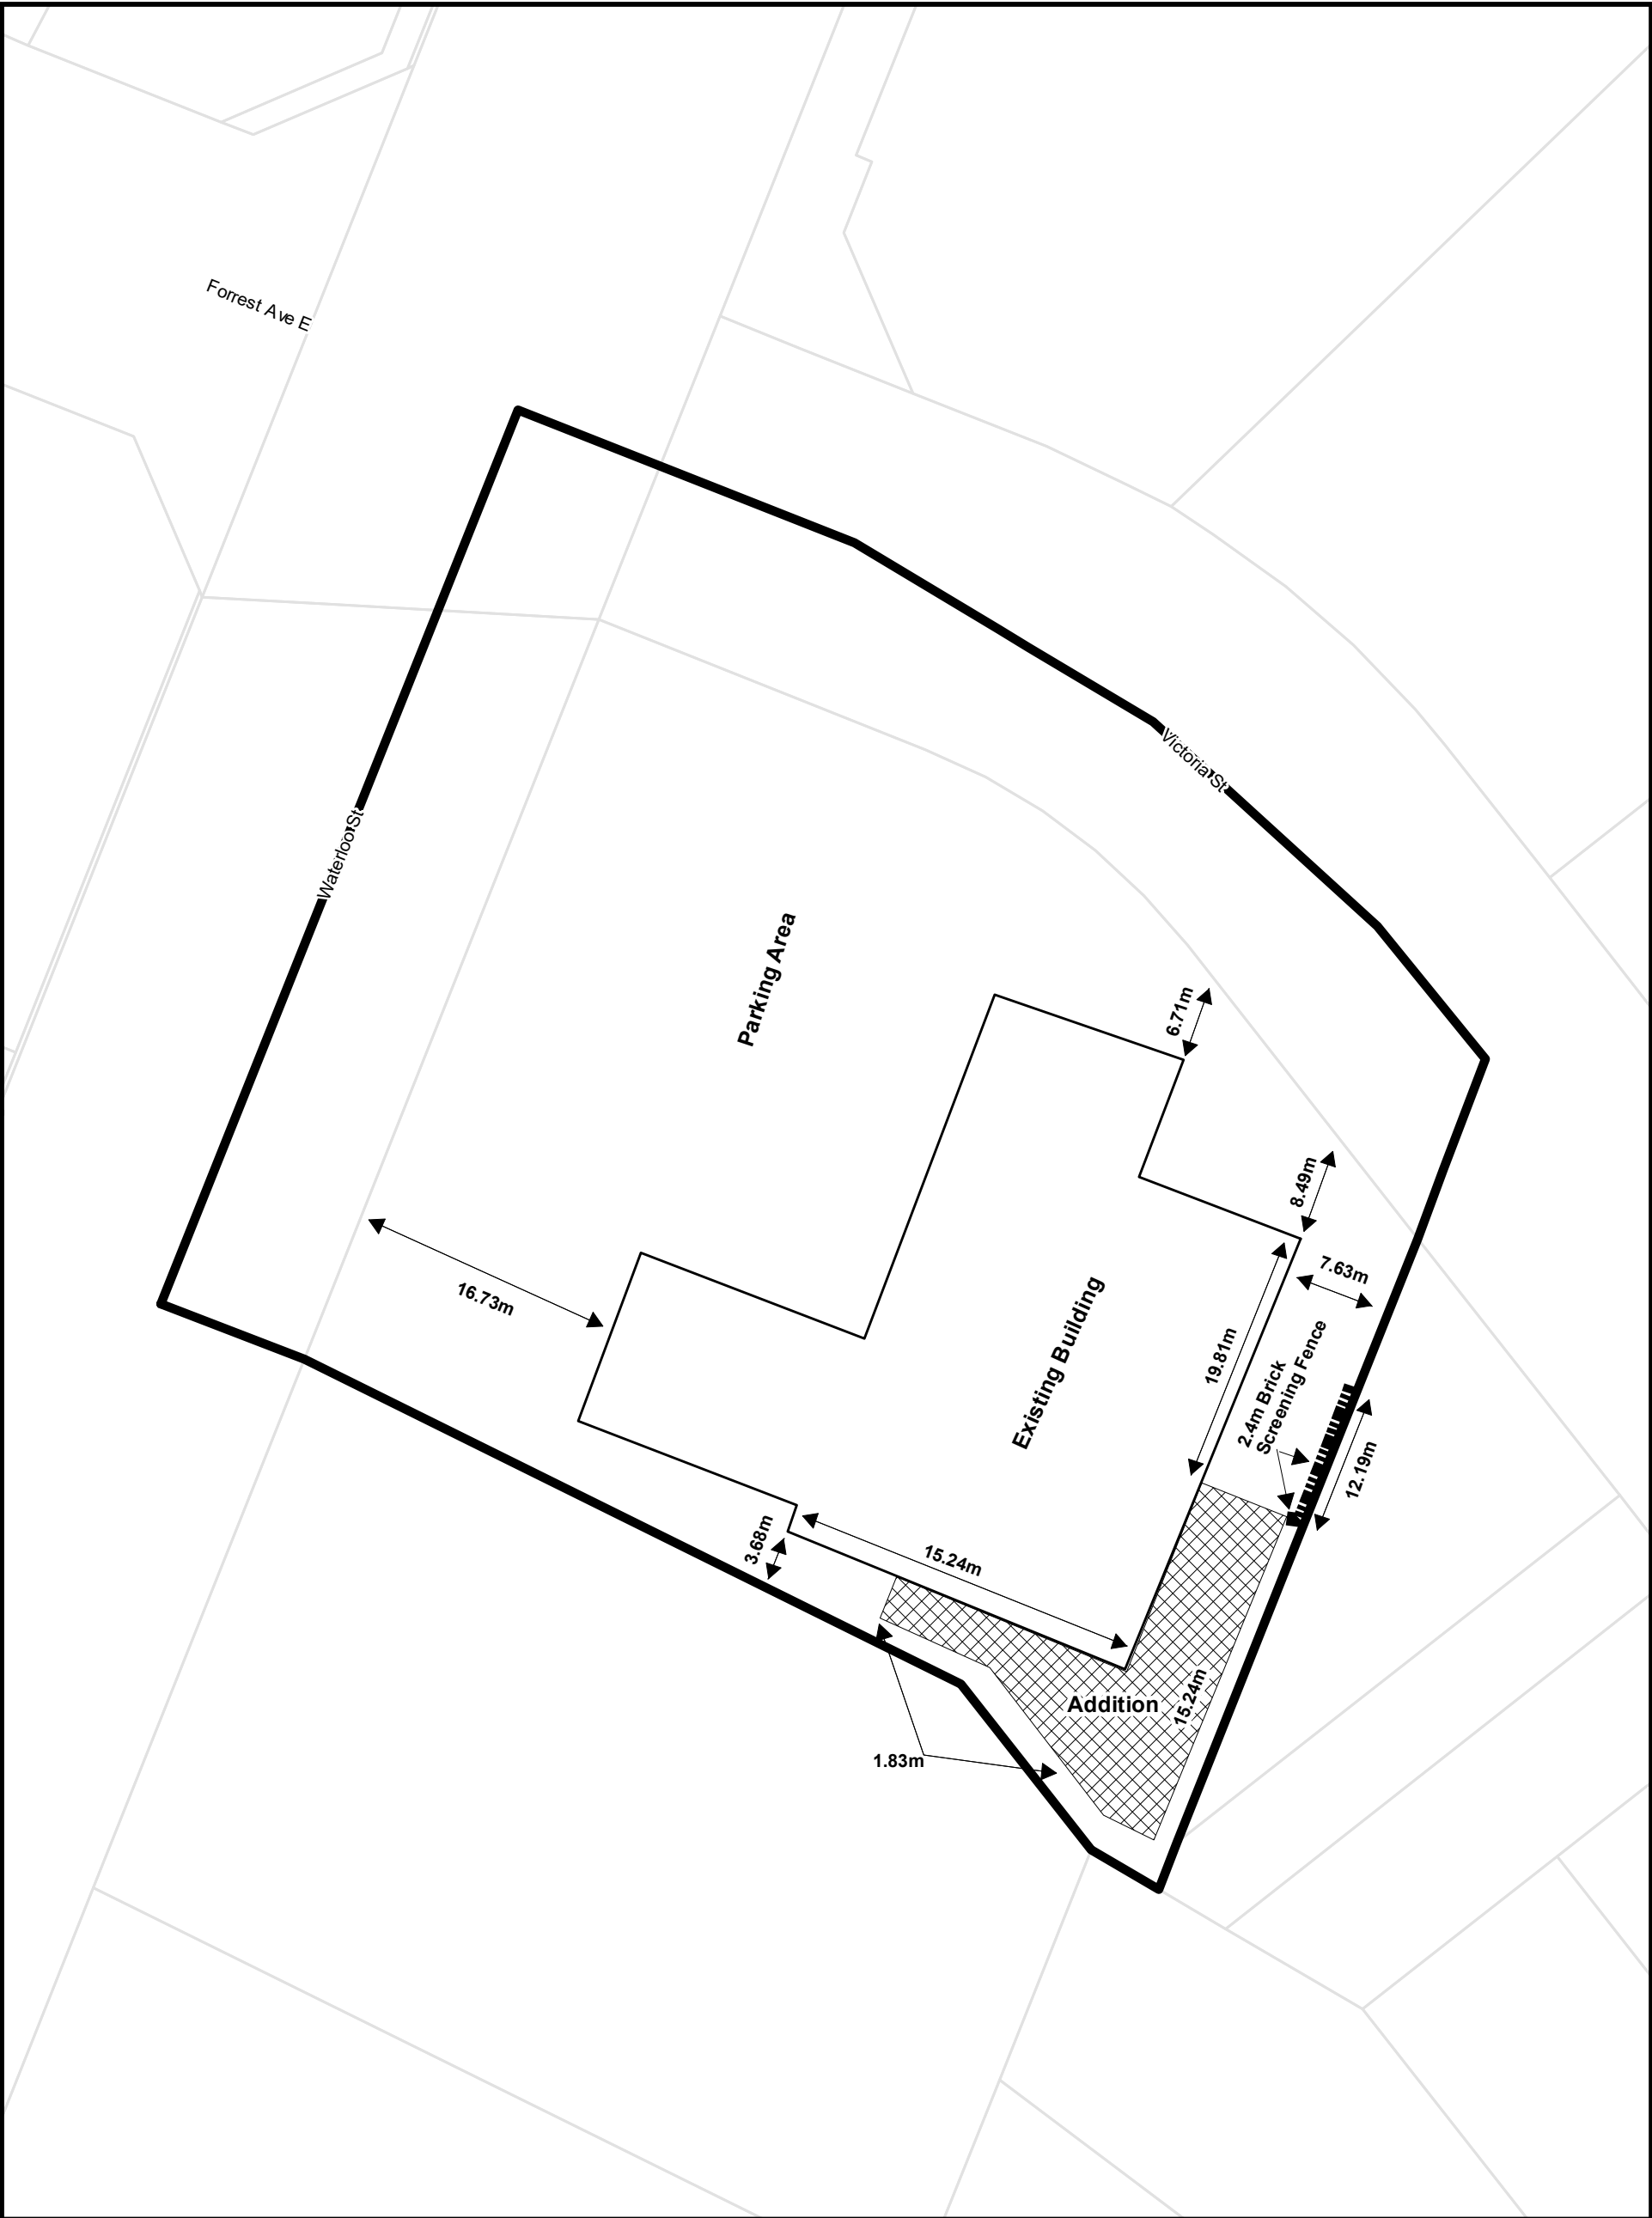 Forrest Ave E
Victoria St
Waterloo St
Parking Area
6.71m
8.49m
7.63m
16.73m
Existing Building
19.81m
2.4m Brick
Screening Fence
12.19m
3.68m
15.24m
Addition
15.24m
1.83m